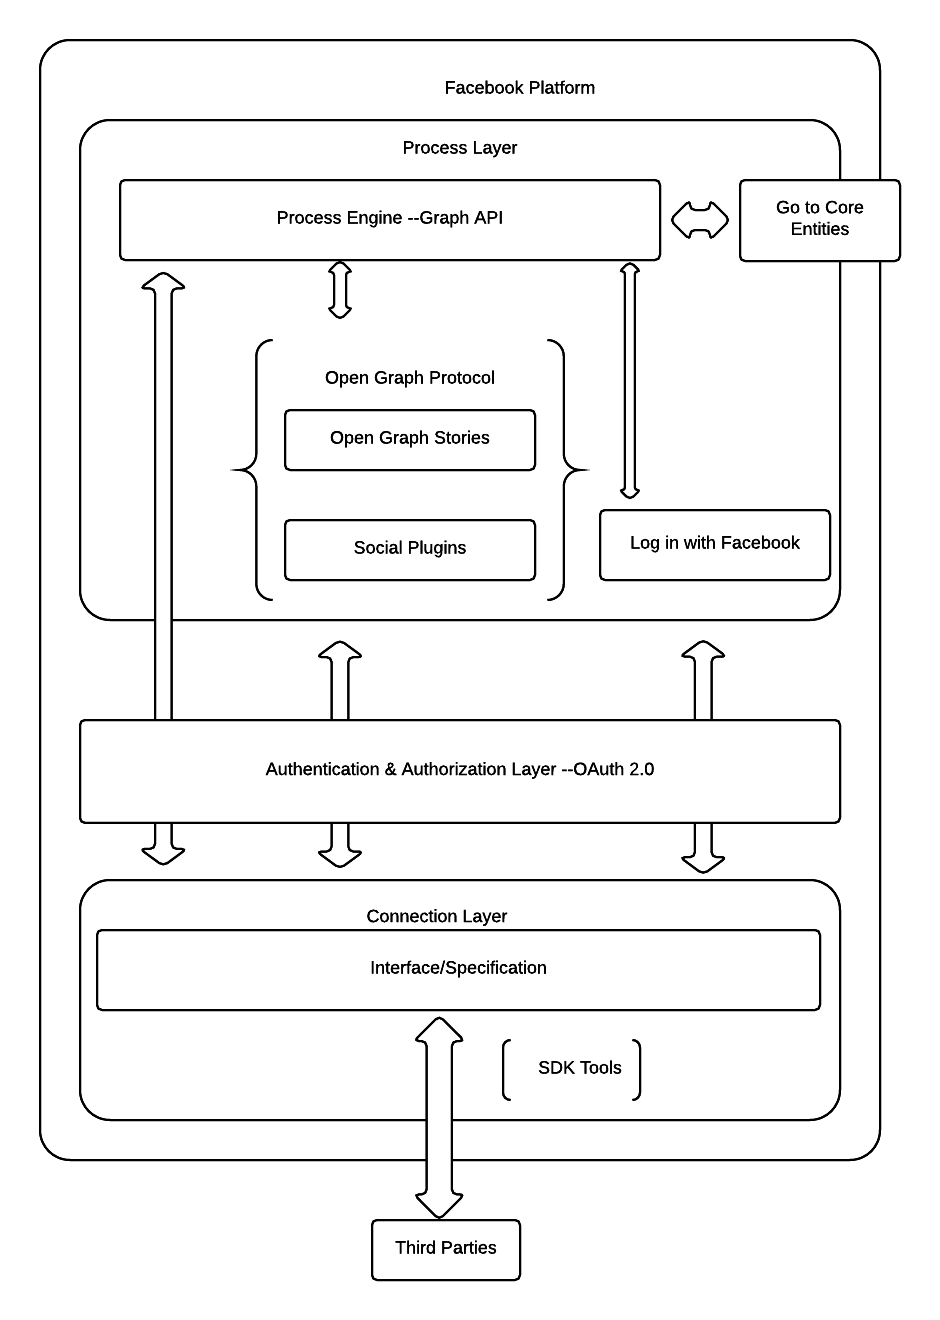 Facebook Platform
Process Layer
Process Engine --Graph API
Go to Core
Entities
Open Graph Protocol
Open Graph Stories
Social Plugins
Log in with Facebook
Authentication & Authorization Layer --OAuth 2.0
Connection Layer
Interface/Specification
SDK Tools
Third Parties